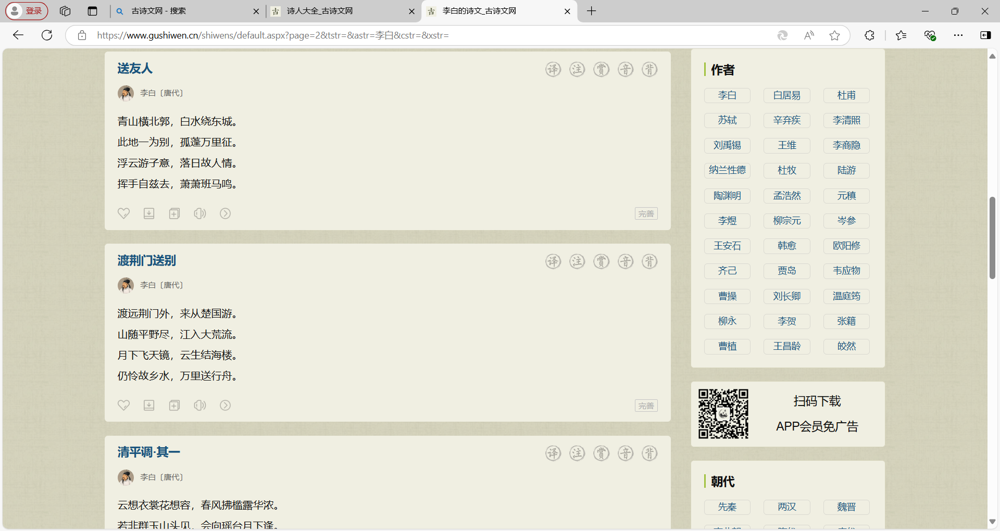 登录
古诗文网 - 搜索
诗人大全_古诗文网
李白的诗文_古诗文网
https://www.gushiwen.cn/shiwens/default.aspx?page=2&tstr=&astr=李白&cstr=&xstr=
送友人
译 注 赏 音 背
李白〔唐代〕
青山横北郭，白水绕东城。
此地一为别，孤蓬万里征。
浮云游子意，落日故人情。
挥手自兹去，萧萧班马鸣。
完善
渡荆门送别
译 注 赏 音 背
李白〔唐代〕
渡远荆门外，来从楚国游。
山随平野尽，江入大荒流。
月下飞天镜，云生结海楼。
仍怜故乡水，万里送行舟。
完善
清平调·其一
译 注 赏 音 背
李白〔唐代〕
云想衣裳花想容，春风拂槛露华浓。
若非群玉山头见，会向瑶台月下逢。
作者
李白 白居易 杜甫
苏轼 辛弃疾 李清照
刘禹锡 王维 李商隐
纳兰性德 杜牧 陆游
陶渊明 孟浩然 元稹
李煜 柳宗元 岑参
王安石 韩愈 欧阳修
齐己 贾岛 韦应物
曹操 刘长卿 温庭筠
柳永 李贺 张籍
曹植 王昌龄 皎然
扫码下载
APP会员免广告
朝代
先秦 两汉 魏晋